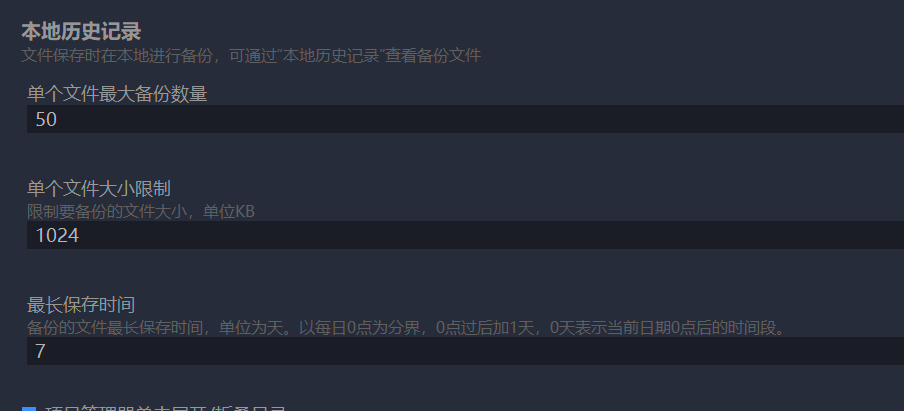 本地历史记录
文件保存时在本地进行备份，可通过"本地历史记录"查看备份文件
单个文件最大备份数量
50
单个文件大小限制
限制要备份的文件大小，单位KB
1024
最长保存时间
备份的文件最长保存时间，单位为天。以每日0点为分界，0点过后加1天，0天表示当前日期0点后的时间段。
7